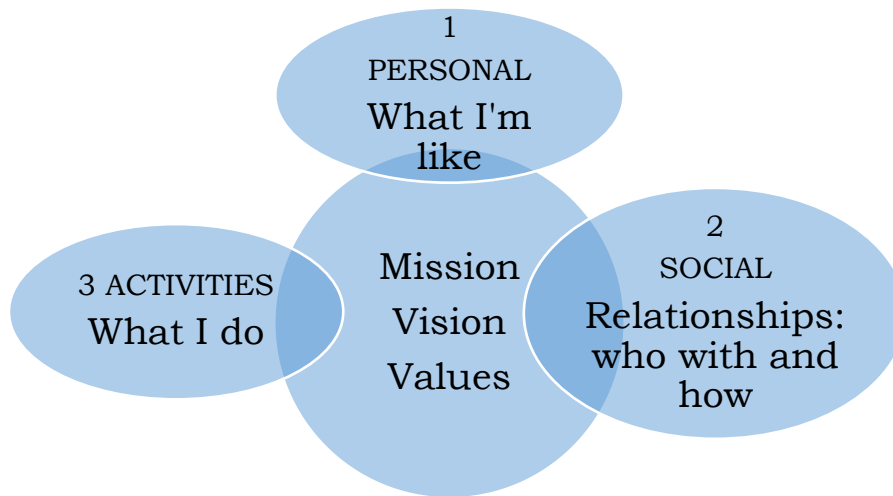 1
PERSONAL
What I'm
like
Mission
Vision
Values
2
SOCIAL
Relationships:
who with and
how
3 ACTIVITIES
What I do